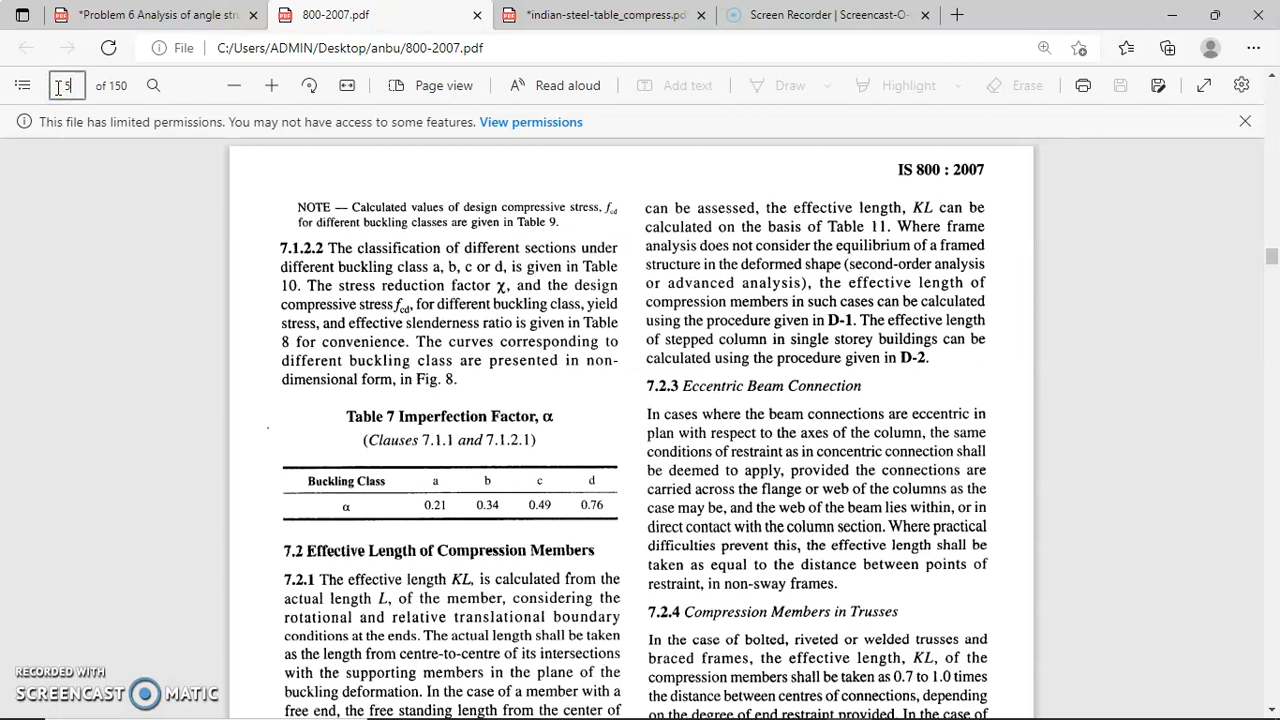 *Problem 6 Analysis of angle str
800-2007.pdf
*indian-steel-table_compress.pd
Screen Recorder | Screencast-O-
File
C:/Users/ADMIN/Desktop/anbu/800-2007.pdf
5
of 150
Page view
Read aloud
Add text
Draw
Highlight
Erase
This file has limited permissions. You may not have access to some features. View permissions
IS 800 : 2007
NOTE — Calculated values of design compressive stress, fcd
for different buckling classes are given in Table 9.
7.1.2.2 The classification of different sections under
different buckling class a, b, c or d, is given in Table
10. The stress reduction factor χ, and the design
compressive stress fcd, for different buckling class, yield
stress, and effective slenderness ratio is given in Table
8 for convenience. The curves corresponding to
different buckling class are presented in non-
dimensional form, in Fig. 8.
Table 7 Imperfection Factor, α
(Clauses 7.1.1 and 7.1.2.1)
Buckling Class a b c d
α 0.21 0.34 0.49 0.76
7.2 Effective Length of Compression Members
7.2.1 The effective length KL, is calculated from the
actual length L, of the member, considering the
rotational and relative translational boundary
conditions at the ends. The actual length shall be taken
as the length from centre-to-centre of its intersections
with the supporting members in the plane of the
buckling deformation. In the case of a member with a
free end, the free standing length from the center of
can be assessed, the effective length, KL can be
calculated on the basis of Table 11. Where frame
analysis does not consider the equilibrium of a framed
structure in the deformed shape (second-order analysis
or advanced analysis), the effective length of
compression members in such cases can be calculated
using the procedure given in D-1. The effective length
of stepped column in single storey buildings can be
calculated using the procedure given in D-2.
7.2.3 Eccentric Beam Connection
In cases where the beam connections are eccentric in
plan with respect to the axes of the column, the same
conditions of restraint as in concentric connection shall
be deemed to apply, provided the connections are
carried across the flange or web of the columns as the
case may be, and the web of the beam lies within, or in
direct contact with the column section. Where practical
difficulties prevent this, the effective length shall be
taken as equal to the distance between points of
restraint, in non-sway frames.
7.2.4 Compression Members in Trusses
In the case of bolted, riveted or welded trusses and
braced frames, the effective length, KL, of the
compression members shall be taken as 0.7 to 1.0 times
the distance between centres of connections, depending
on the degree of end restraint provided. In the case of
RECORDED WITH
SCREENCAST MATIC